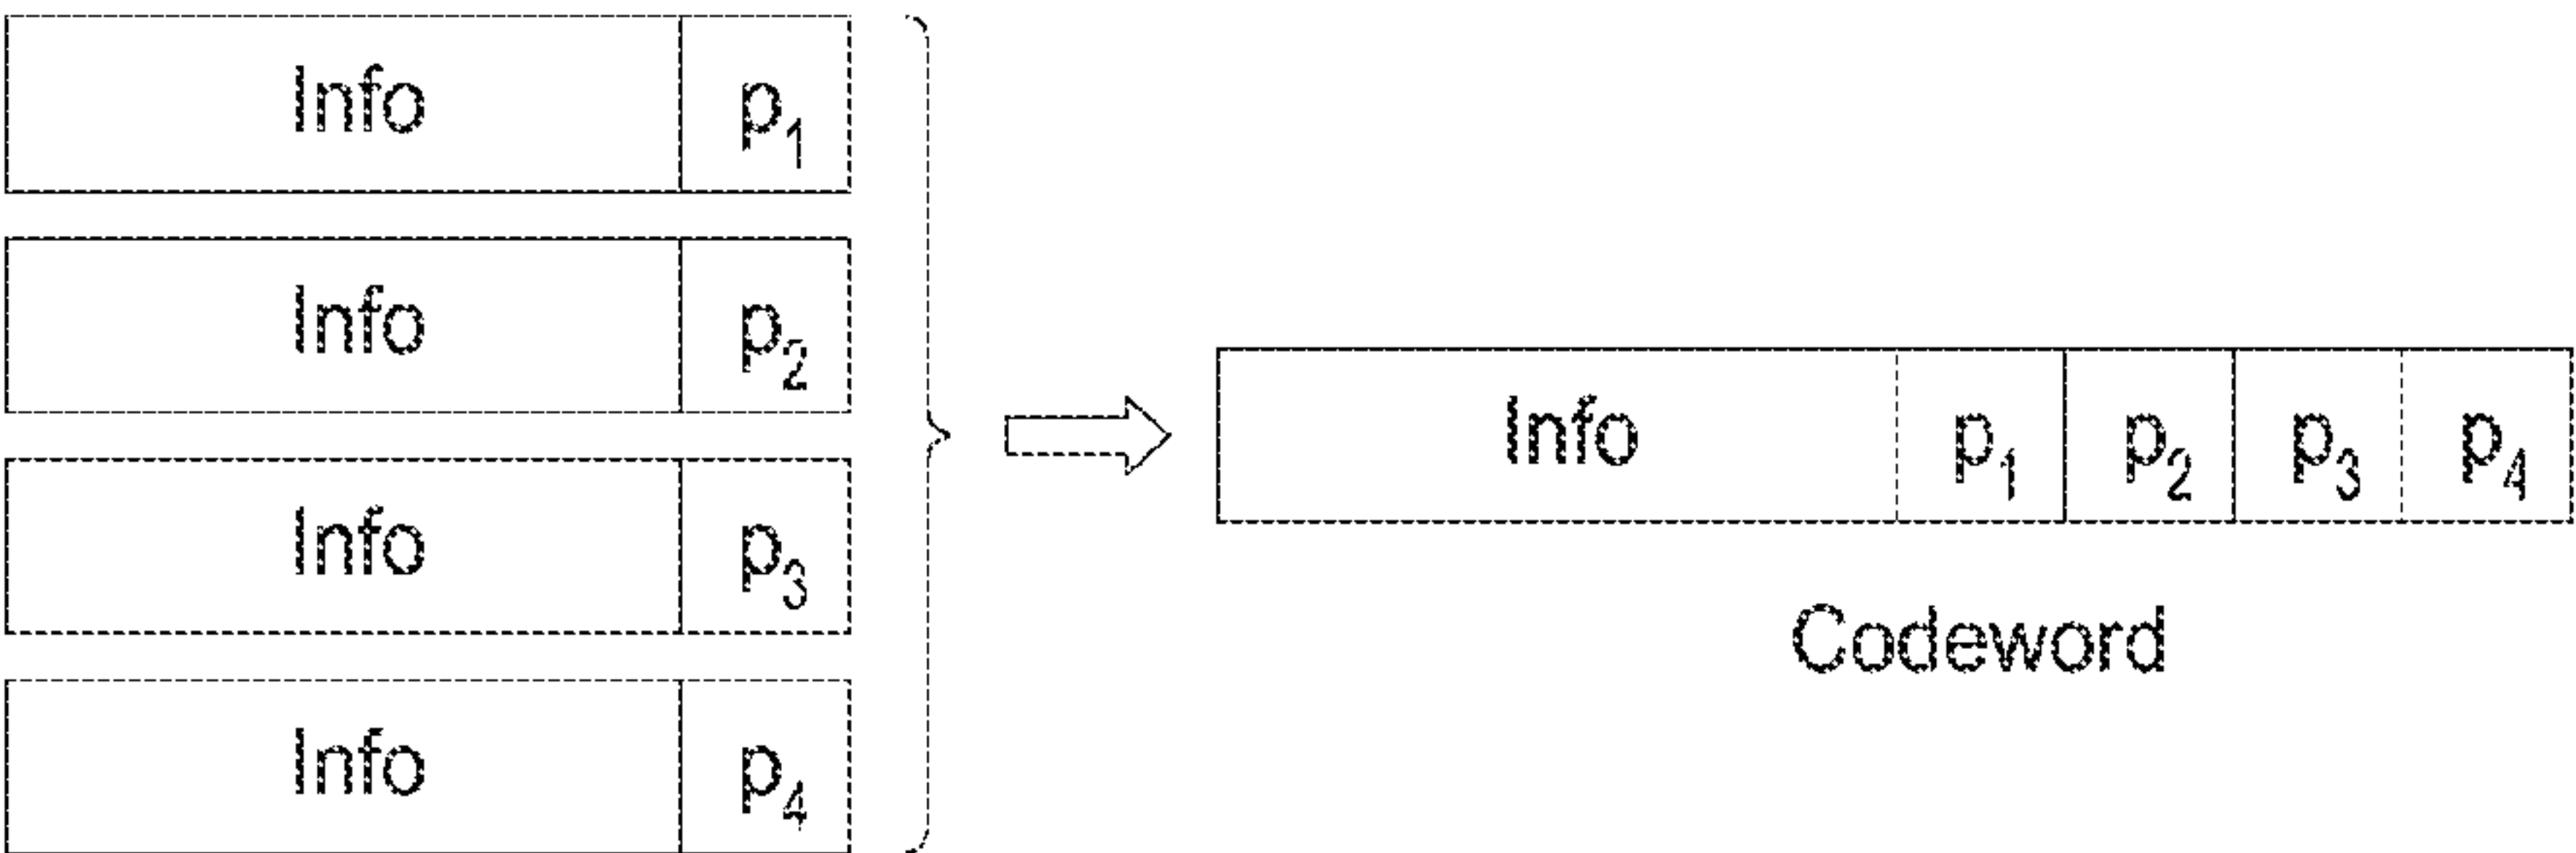 Info p₁
Info p₂
Info p₃
Info p₄
Info p₁ p₂ p₃ p₄
Codeword